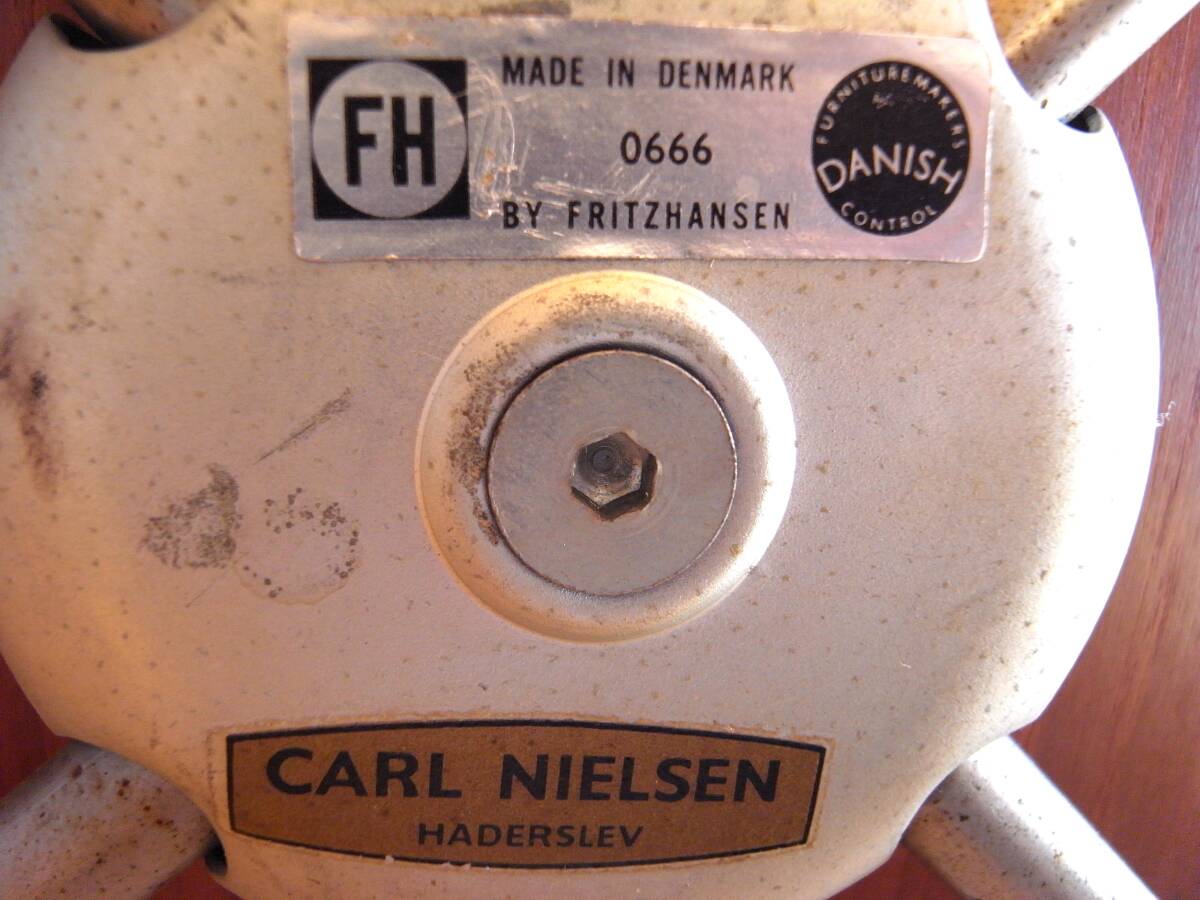 FH
MADE IN DENMARK
0666
BY FRITZHANSEN
FURNITUREMAKERS
DANISH
CONTROL
CARL NIELSEN
HADERSLEV